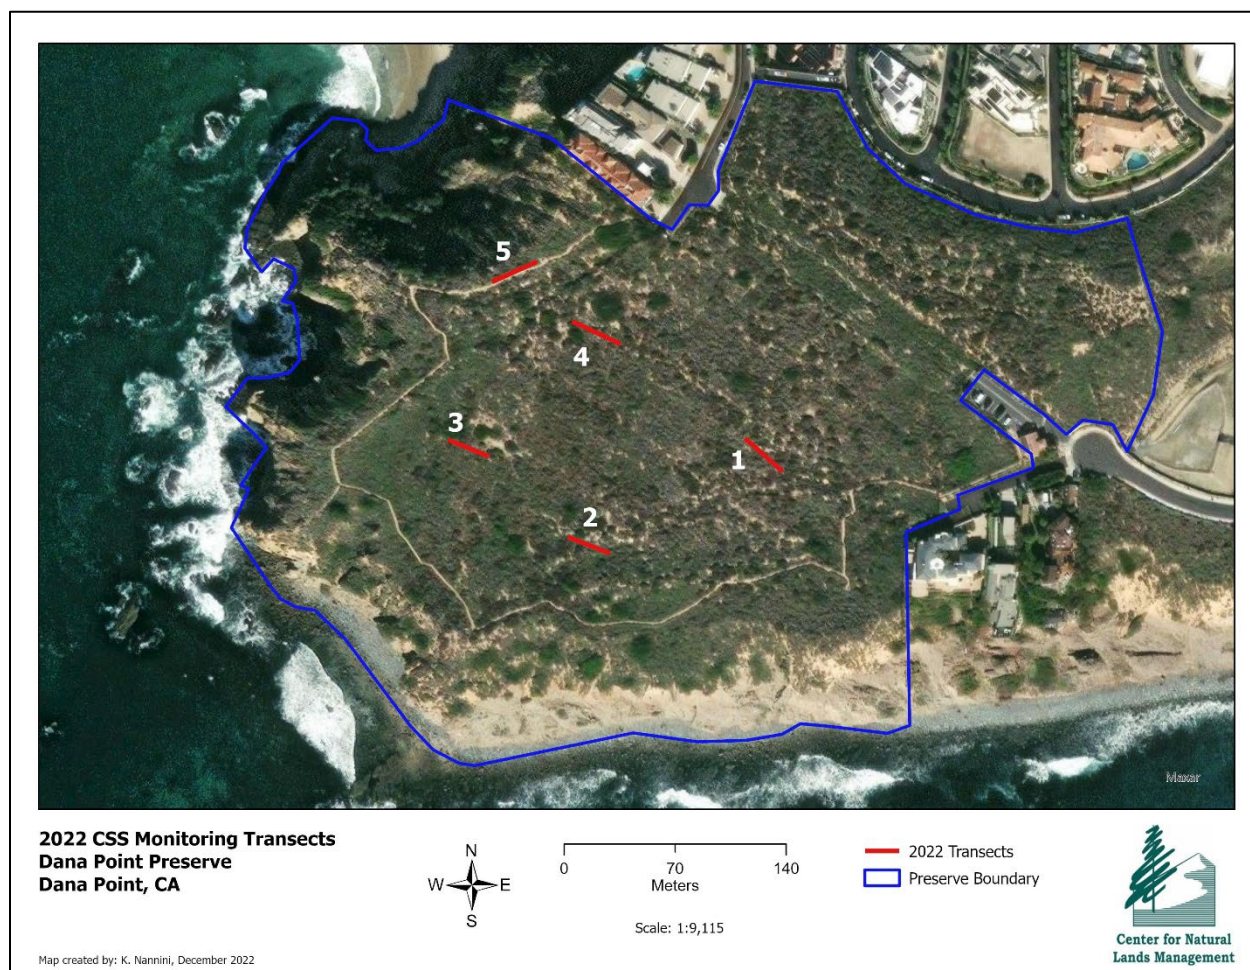 5
4
3
1
2
Maxar
2022 CSS Monitoring Transects
Dana Point Preserve
Dana Point, CA
N
W E
S
0 70 140
Meters
Scale: 1:9,115
2022 Transects
Preserve Boundary
Center for Natural
Lands Management
Map created by: K. Nannini, December 2022